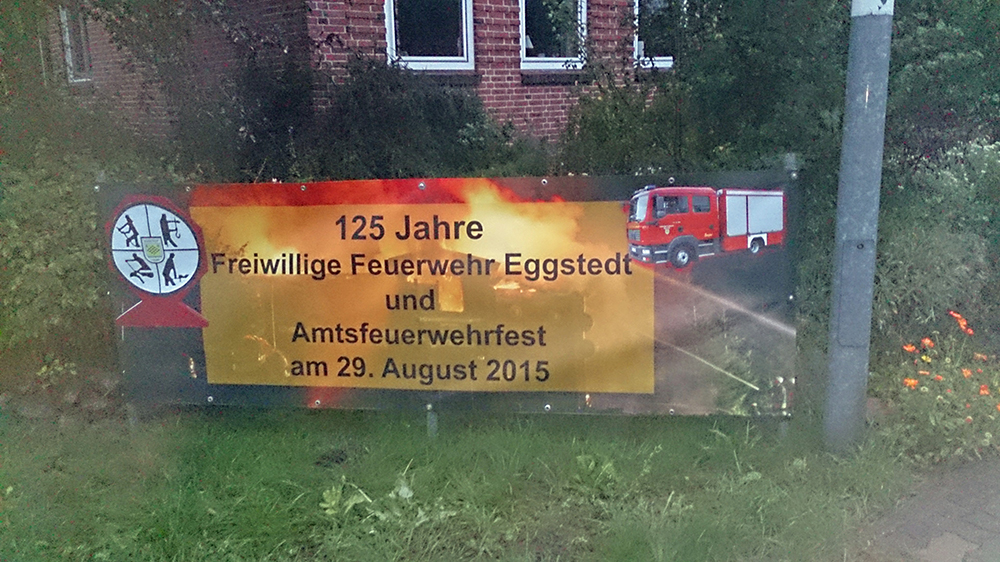 125 Jahre
Freiwillige Feuerwehr Eggstedt
und
Amtsfeuerwehrfest
am 29. August 2015